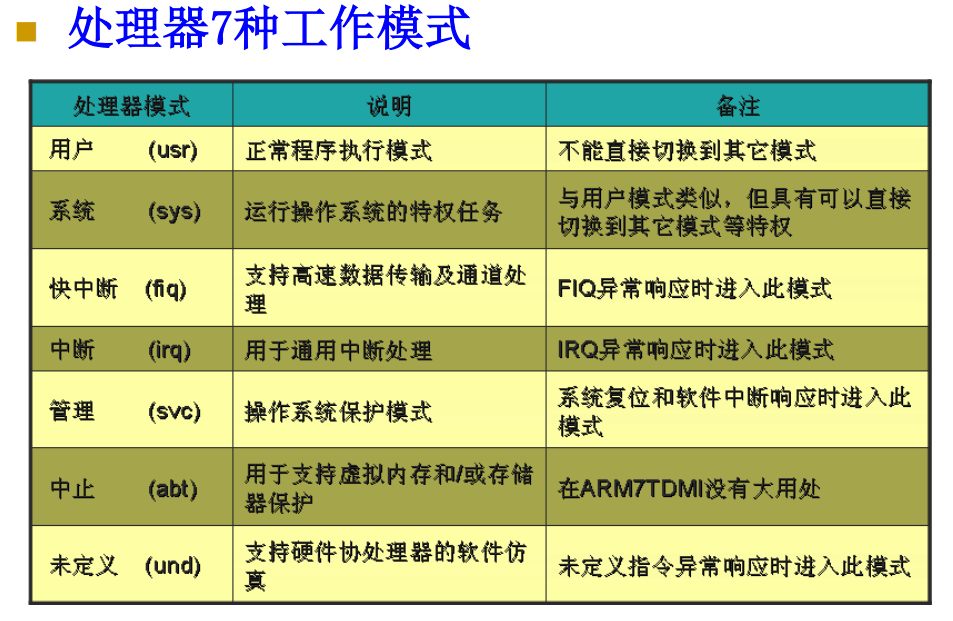 处理器7种工作模式
处理器模式 说明 备注
用户 (usr) 正常程序执行模式 不能直接切换到其它模式
系统 (sys) 运行操作系统的特权任务 与用户模式类似，但具有可以直接
切换到其它模式等特权
快中断 (fiq) 支持高速数据传输及通道处
理 FIQ异常响应时进入此模式
中断 (irq) 用于通用中断处理 IRQ异常响应时进入此模式
管理 (svc) 操作系统保护模式 系统复位和软件中断响应时进入此
模式
中止 (abt) 用于支持虚拟内存和/或存储
器保护 在ARM7TDMI没有大用处
未定义 (und) 支持硬件协处理器的软件仿
真 未定义指令异常响应时进入此模式